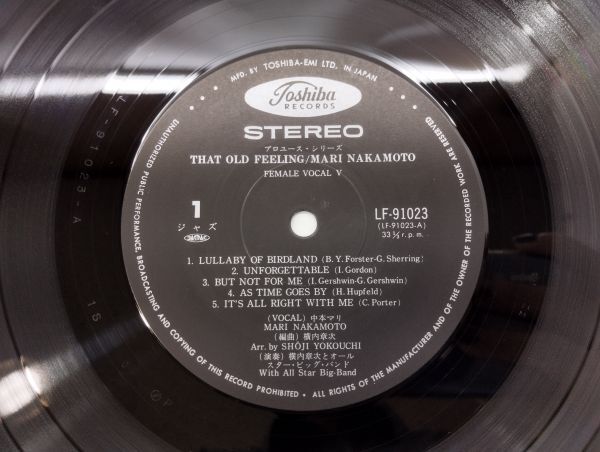 MFD. BY TOSHIBA-EMI LTD. IN JAPAN
Toshiba
RECORDS
STEREO
プロユース・シリーズ
THAT OLD FEELING/MARI NAKAMOTO
FEMALE VOCAL V
1
ジャズ
LF-91023
(LF-91023-A)
33 1/3 r. p. m.
1. LULLABY OF BIRDLAND (B. Y. Forster-G. Sherring)
2. UNFORGETTABLE (I. Gordon)
3. BUT NOT FOR ME (I. Gershwin-G. Gershwin)
4. AS TIME GOES BY (H. Hupfeld)
5. IT'S ALL RIGHT WITH ME (C. Porter)
(VOCAL) 中本マリ
MARI NAKAMOTO
(編曲) 横内章次
Arr. by SHŌJI YOKOUCHI
(演奏) 横内章次とオール
スター・ビッグ・バンド
With All Star Big-Band
UNAUTHORIZED PUBLIC PERFORMANCE, BROADCASTING AND COPYING OF THIS RECORD PROHIBITED • ALL RIGHTS OF THE MANUFACTURER AND OF THE OWNER OF THE RECORDED WORK ARE RESERVED
LF-91023-A
1S
P